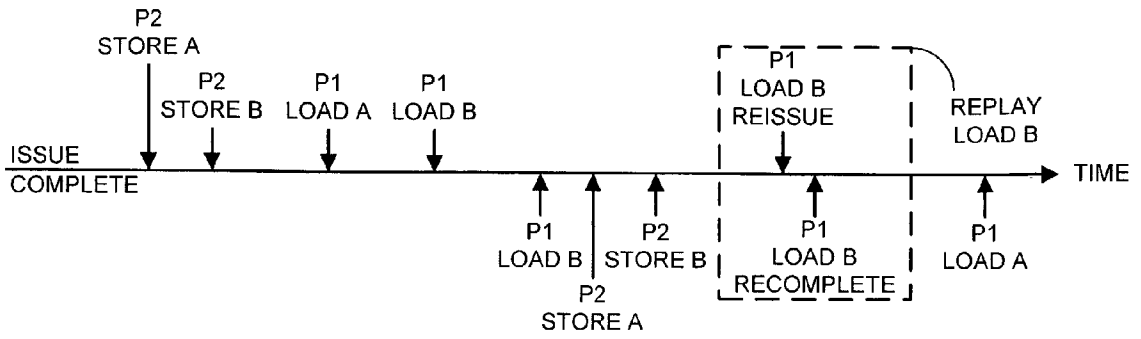 P2
STORE A
P2
STORE B
P1
LOAD A
P1
LOAD B
P1
LOAD B
REISSUE
REPLAY
LOAD B
ISSUE
COMPLETE
TIME
P1
LOAD B
P2
STORE A
P2
STORE B
P1
LOAD B
RECOMPLETE
P1
LOAD A